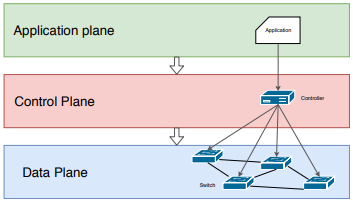 Application plane
Application
Control Plane
Controller
Data Plane
Switch